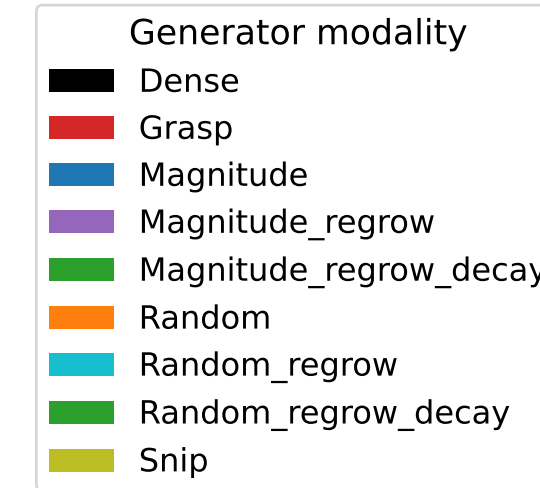 Generator modality
Dense
Grasp
Magnitude
Magnitude_regrow
Magnitude_regrow_decay
Random
Random_regrow
Random_regrow_decay
Snip